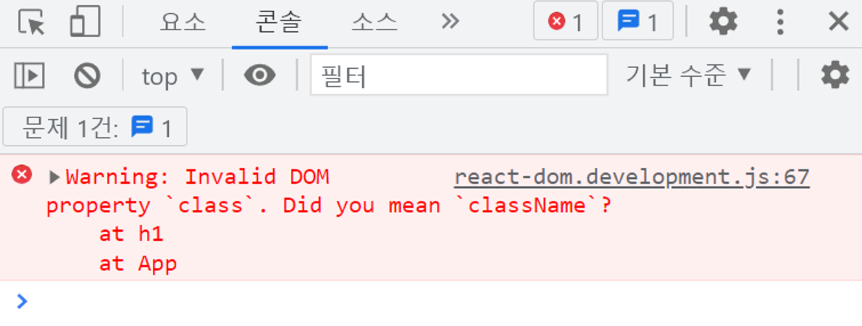 요소 콘솔 소스 1 1
top 필터 기본 수준
문제 1건: 1
Warning: Invalid DOM react-dom.development.js:67
property `class`. Did you mean `className`?
at h1
at App